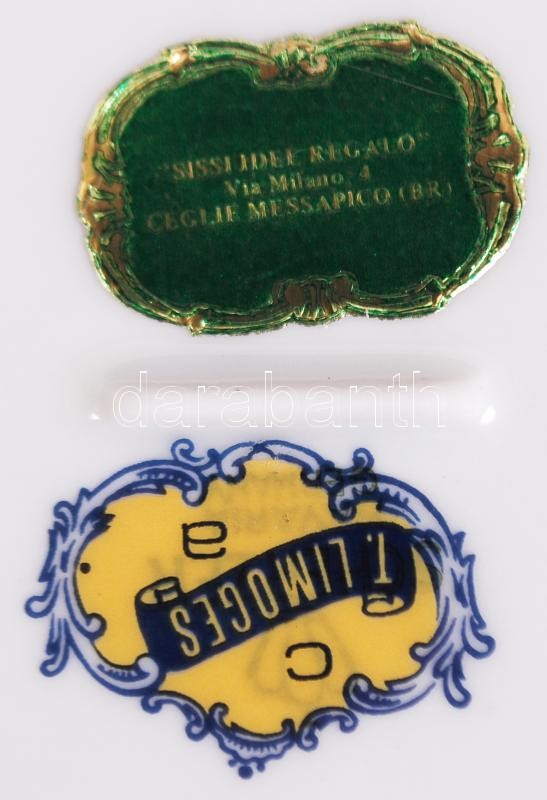 "SISSI IDEE REGALO"
Via Milano, 4
CEGLIE MESSAPICO (BR)
darabanth
c
T. LIMOGES
a